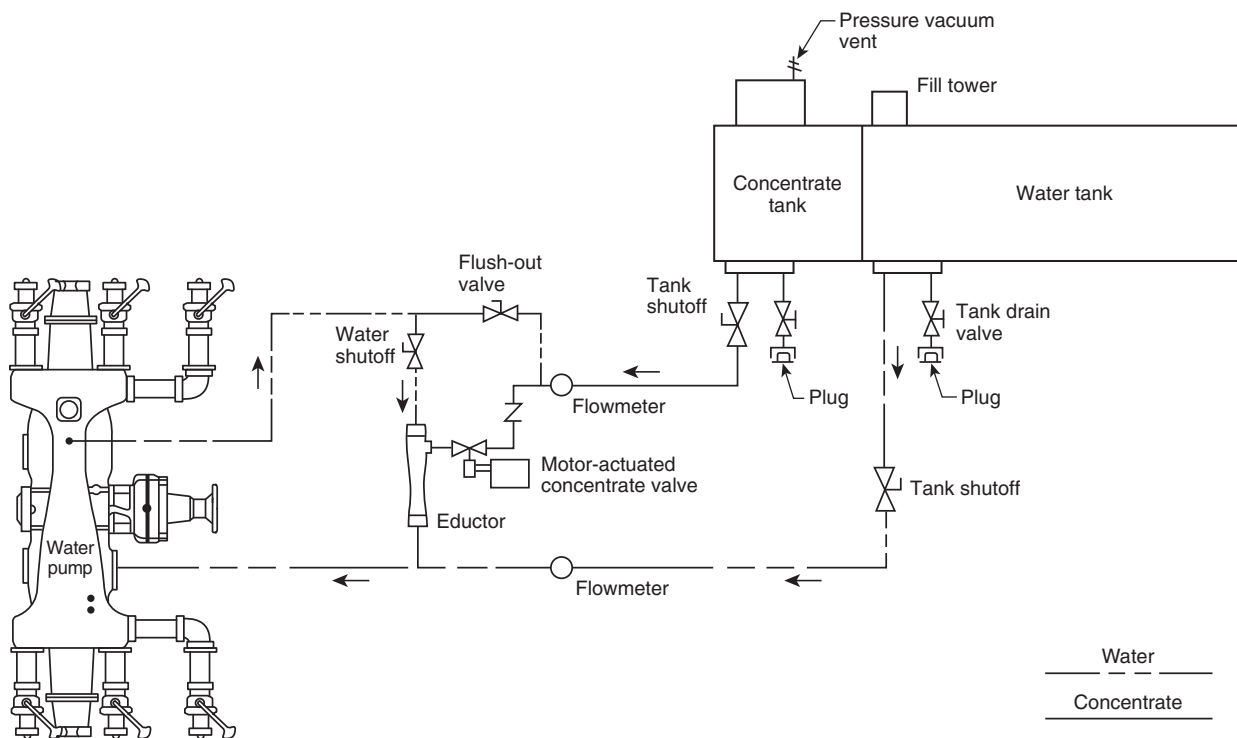 Pressure vacuum
vent
Fill tower
Concentrate
tank
Water tank
Flush-out
valve
Tank
shutoff
Tank drain
valve
Water
shutoff
Flowmeter
Plug
Plug
Motor-actuated
concentrate valve
Tank shutoff
Eductor
Water
pump
Flowmeter
Water
Concentrate